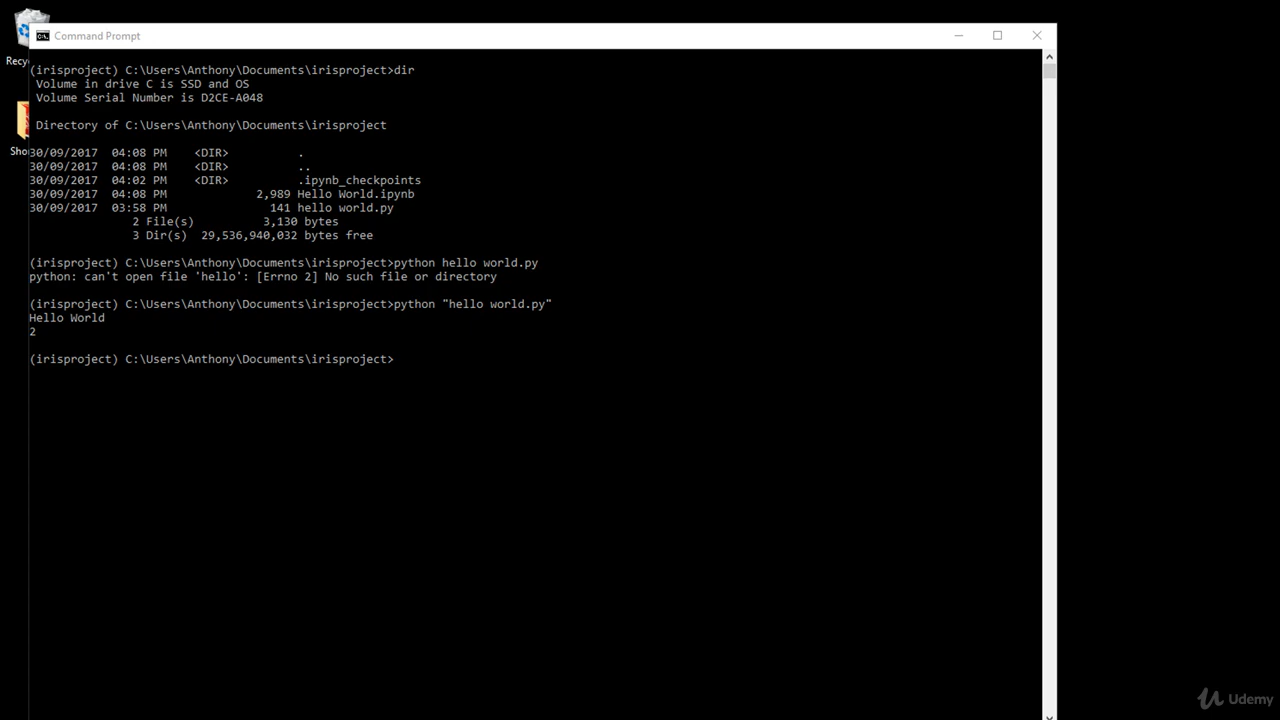 Command Prompt
Recyc
Sho
(irisproject) C:\Users\Anthony\Documents\irisproject>dir
Volume in drive C is SSD and OS
Volume Serial Number is D2CE-A048
Directory of C:\Users\Anthony\Documents\irisproject
30/09/2017  04:08 PM    <DIR>          .
30/09/2017  04:08 PM    <DIR>          ..
30/09/2017  04:02 PM    <DIR>          .ipynb_checkpoints
30/09/2017  04:08 PM             2,989 Hello World.ipynb
30/09/2017  03:58 PM               141 hello world.py
2 File(s)          3,130 bytes
3 Dir(s)  29,536,940,032 bytes free
(irisproject) C:\Users\Anthony\Documents\irisproject>python hello world.py
python: can't open file 'hello': [Errno 2] No such file or directory
(irisproject) C:\Users\Anthony\Documents\irisproject>python "hello world.py"
Hello World
2
(irisproject) C:\Users\Anthony\Documents\irisproject>
Udemy